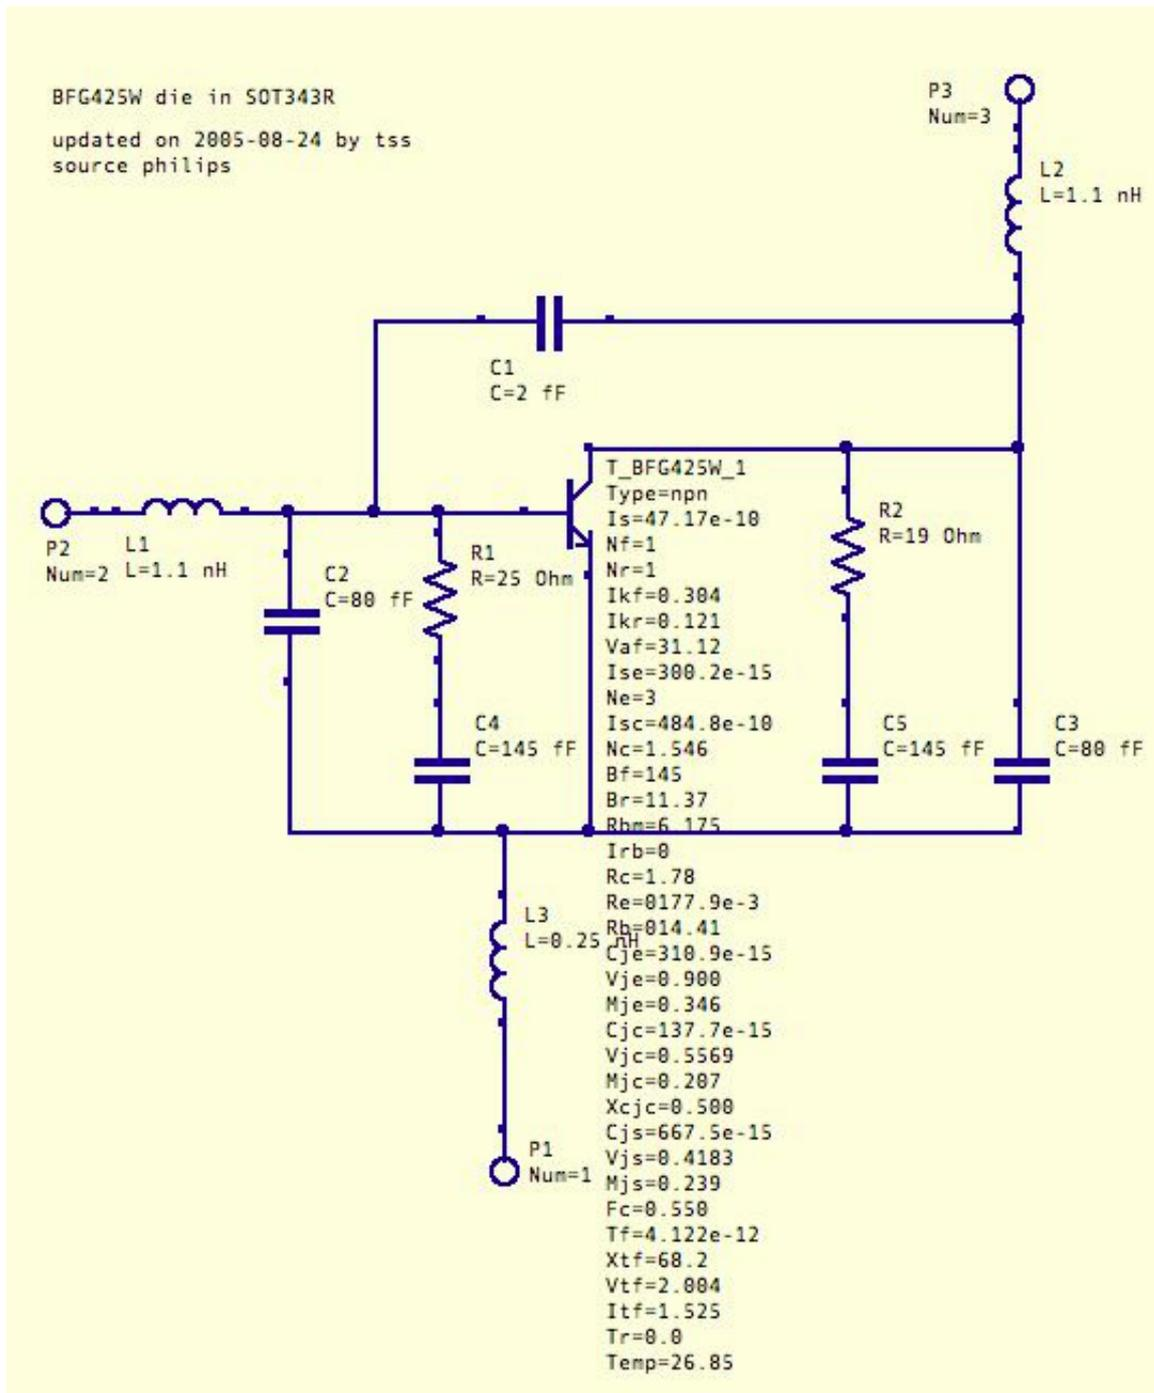 BFG425W die in SOT343R
updated on 2005-08-24 by tss
source philips
P3
Num=3
L2
L=1.1 nH
C1
C=2 fF
P2
Num=2
L1
L=1.1 nH
C2
C=80 fF
R1
R=25 Ohm
C4
C=145 fF
T_BFG425W_1
Type=npn
Is=47.17e-18
Nf=1
Nr=1
Ikf=0.304
Ikr=0.121
Vaf=31.12
Ise=300.2e-15
Ne=3
Isc=484.8e-18
Nc=1.546
Bf=145
Br=11.37
Rbm=6.175
Irb=0
Rc=1.78
Re=0177.9e-3
Rb=014.41
Cje=310.9e-15
Vje=0.900
Mje=0.346
Cjc=137.7e-15
Vjc=0.5569
Mjc=0.207
Xcjc=0.500
Cjs=667.5e-15
Vjs=0.4183
Mjs=0.239
Fc=0.550
Tf=4.122e-12
Xtf=68.2
Vtf=2.004
Itf=1.525
Tr=0.0
Temp=26.85
R2
R=19 Ohm
C5
C=145 fF
C3
C=80 fF
L3
L=0.25 nH
P1
Num=1